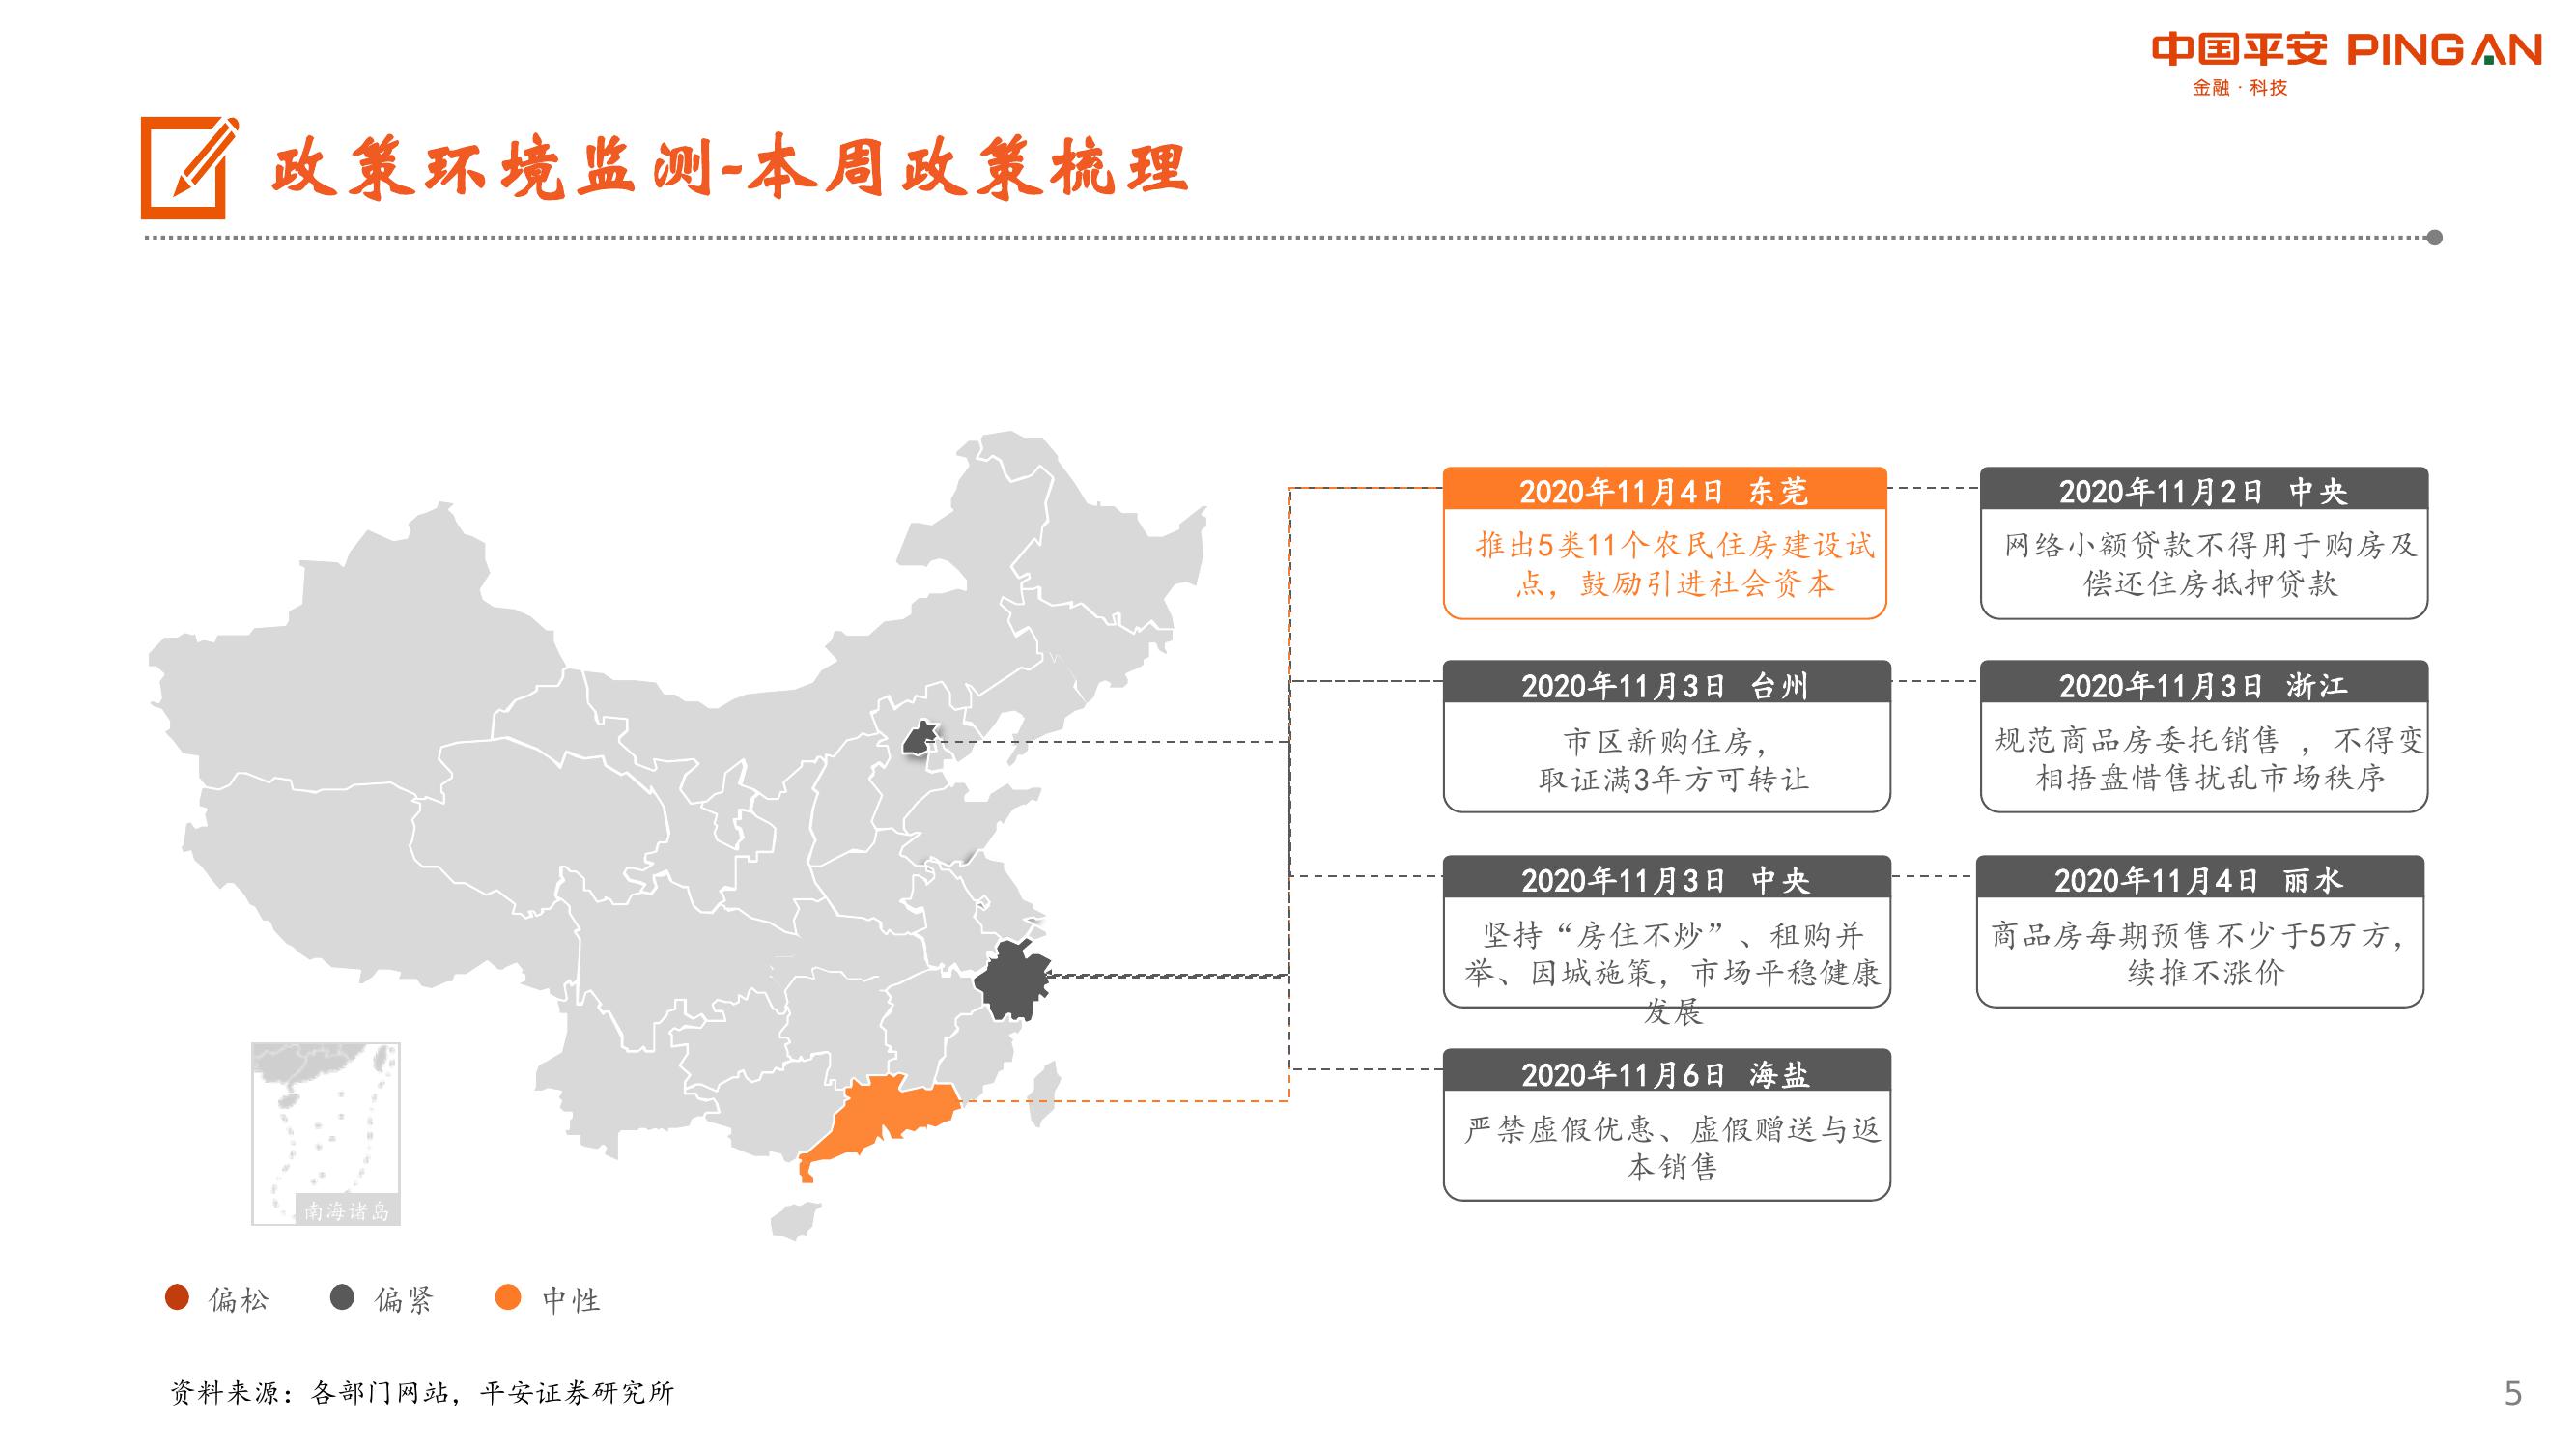 中国平安 PINGAN
金融·科技
政策环境监测-本周政策梳理
2020年11月4日 东莞
推出5类11个农民住房建设试
点，鼓励引进社会资本
2020年11月2日 中央
网络小额贷款不得用于购房及
偿还住房抵押贷款
2020年11月3日 台州
市区新购住房，
取证满3年方可转让
2020年11月3日 浙江
规范商品房委托销售 ，不得变
相捂盘惜售扰乱市场秩序
2020年11月3日 中央
坚持“房住不炒”、租购并
举、因城施策，市场平稳健康
发展
2020年11月4日 丽水
商品房每期预售不少于5万方，
续推不涨价
2020年11月6日 海盐
严禁虚假优惠、虚假赠送与返
本销售
南海诸岛
偏松
偏紧
中性
资料来源：各部门网站，平安证券研究所
5